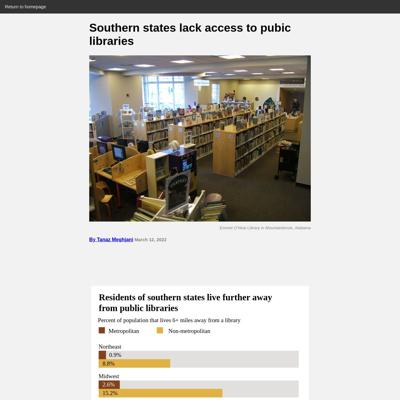 Return to homepage
Southern states lack access to pubic
libraries
Emmet O'Neal Library in Mountainbrook, Alabama
By Tanaz Meghjani March 12, 2022
Residents of southern states live further away
from public libraries
Percent of population that lives 6+ miles away from a library
Metropolitan Non-metropolitan
Northeast
0.9%
8.8%
Midwest
2.6%
15.2%